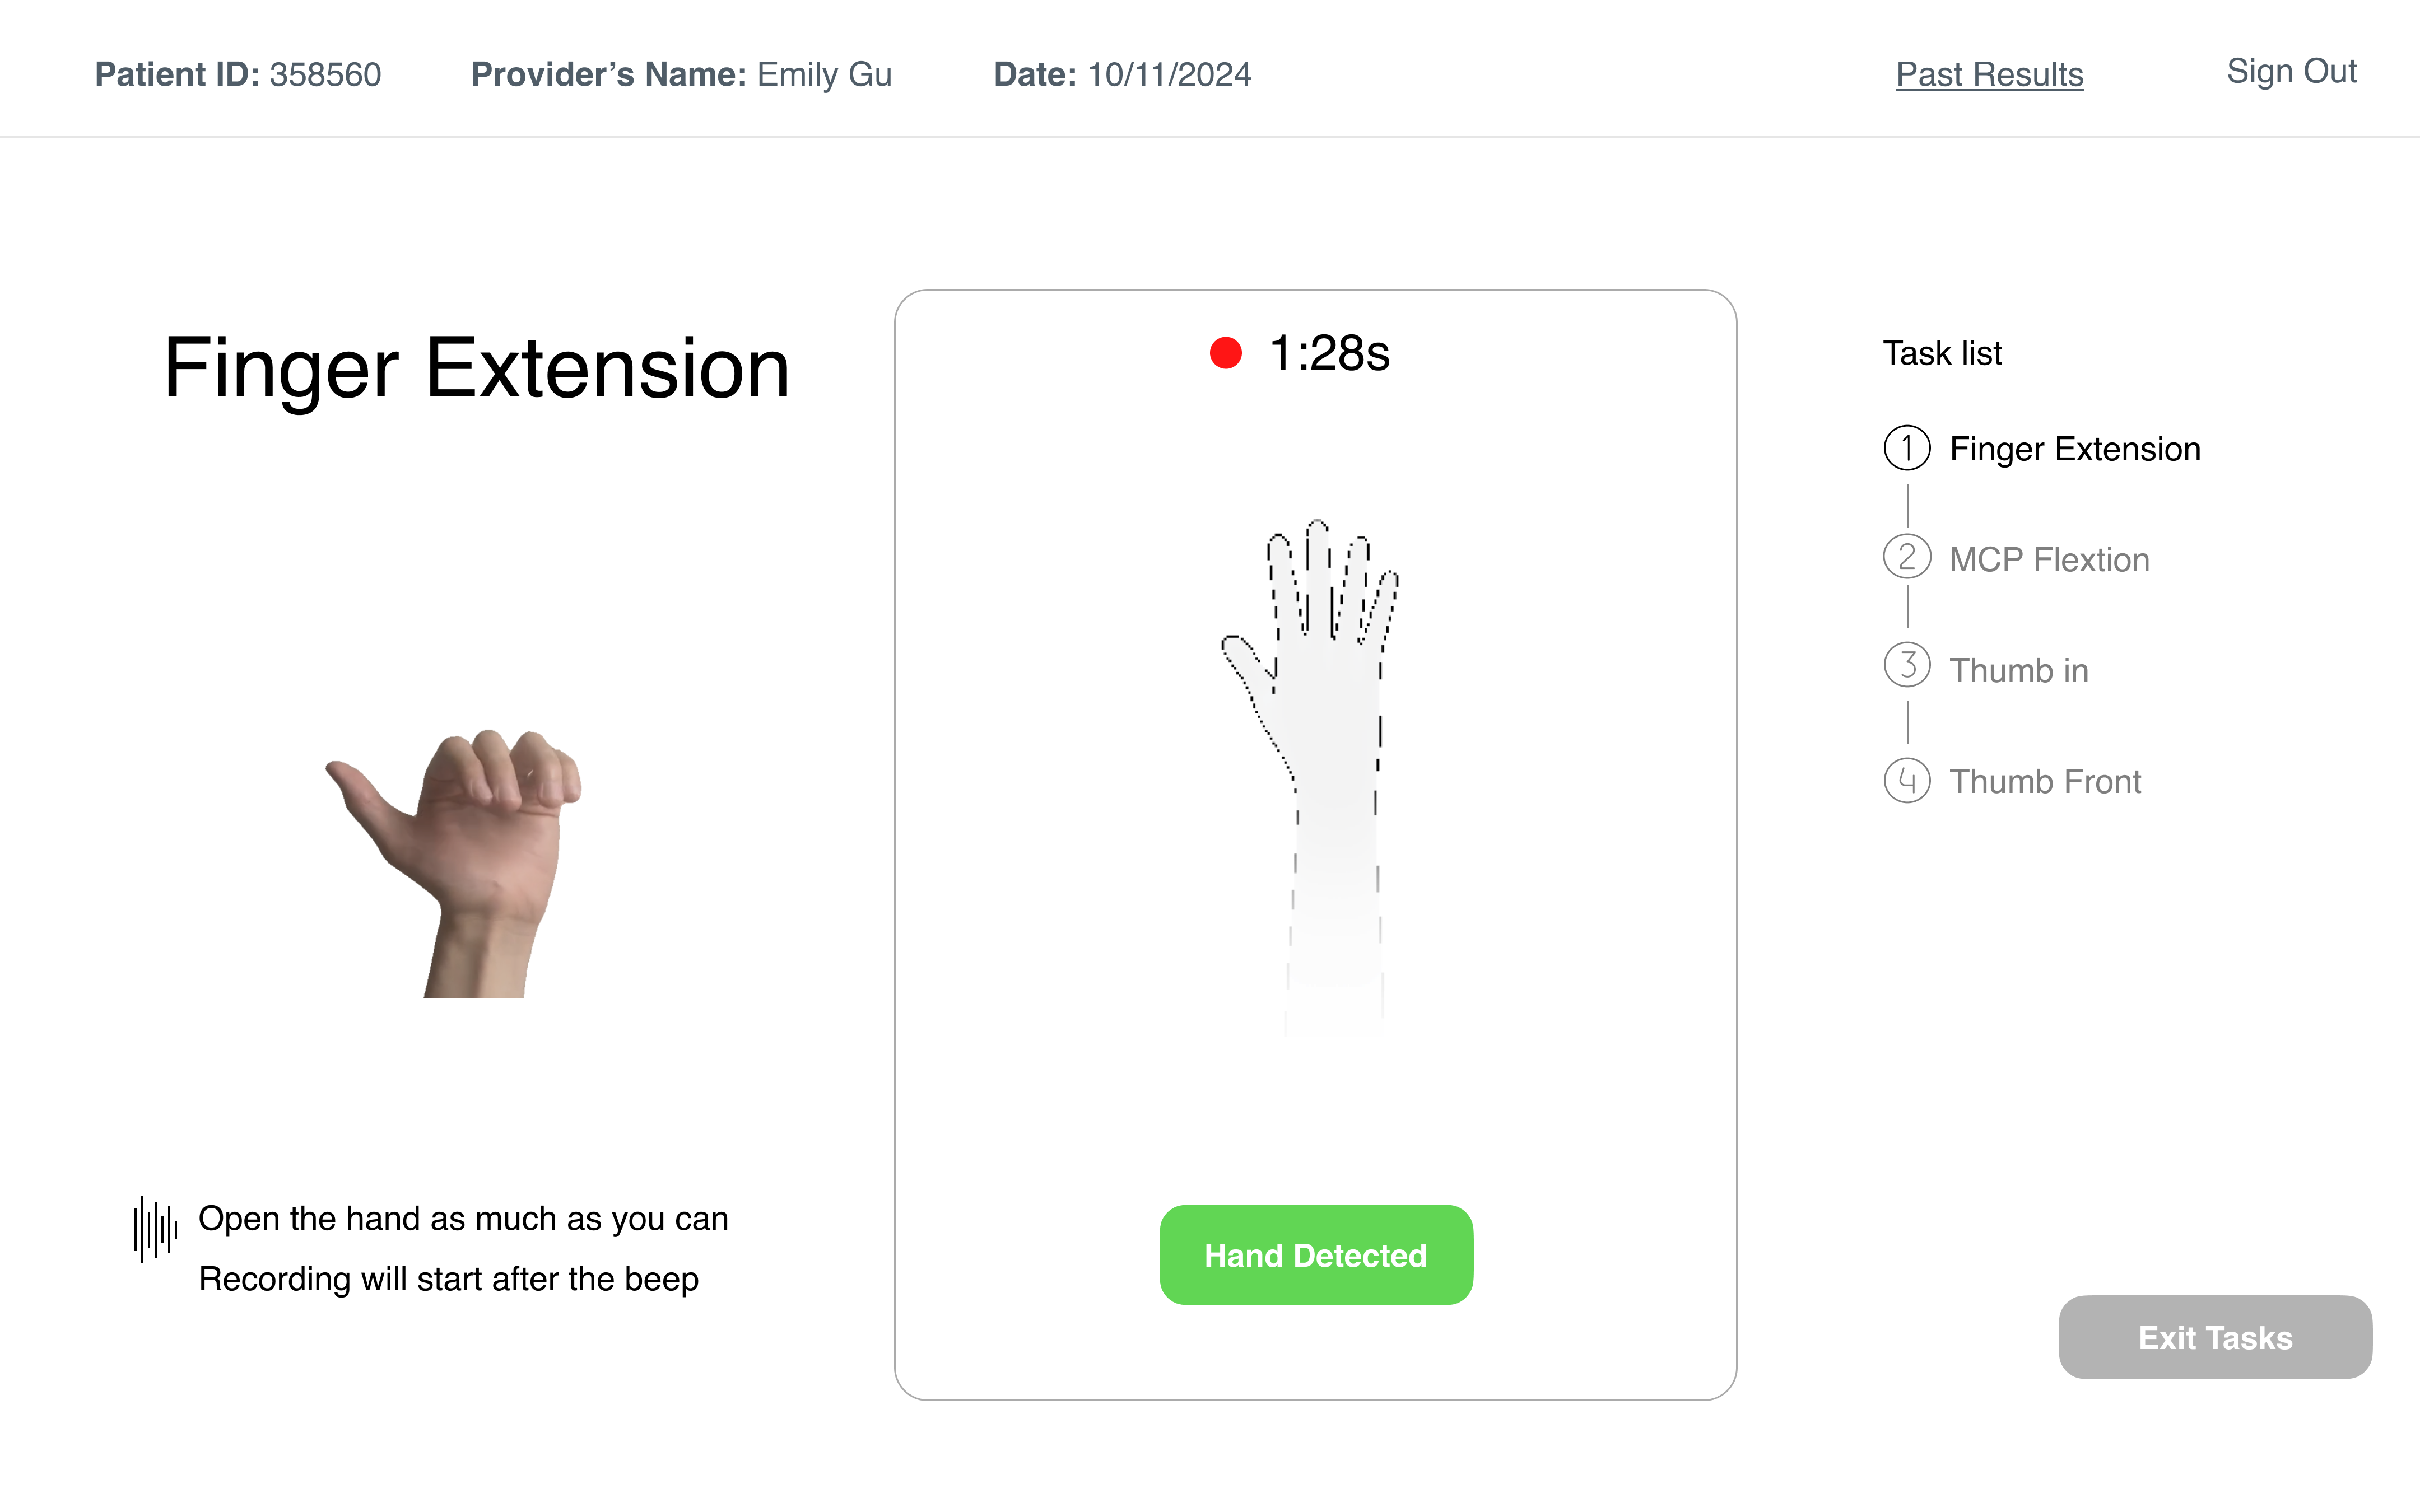 Patient ID: 358560
Provider’s Name: Emily Gu
Date: 10/11/2024
Past Results
Sign Out
Finger Extension
Open the hand as much as you can
Recording will start after the beep
1:28s
Hand Detected
Task list
1 Finger Extension
2 MCP Flextion
3 Thumb in
4 Thumb Front
Exit Tasks